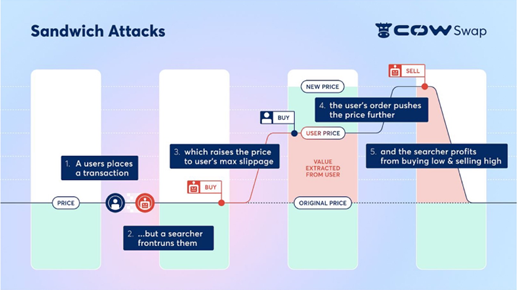 Sandwich Attacks
COW Swap
SELL
NEW PRICE
BUY
4. the user's order pushes
the price further
USER PRICE
3. which raises the price
to user's max slippage
1. A users places
a transaction
VALUE
EXTRACTED
FROM USER
5. and the searcher profits
from buying low & selling high
BUY
PRICE
ORIGINAL PRICE
2. ...but a searcher
frontruns them